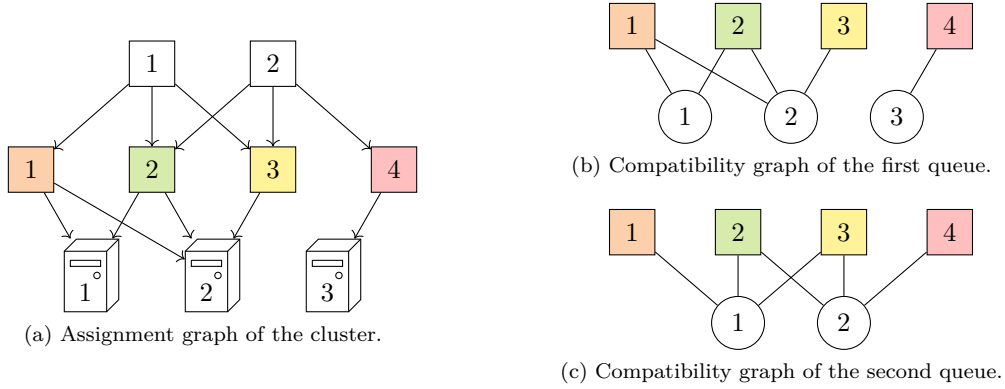 1 2
1 2 3 4
1 2 3
(a) Assignment graph of the cluster.
1 2 3 4
1 2 3
(b) Compatibility graph of the first queue.
1 2 3 4
1 2
(c) Compatibility graph of the second queue.